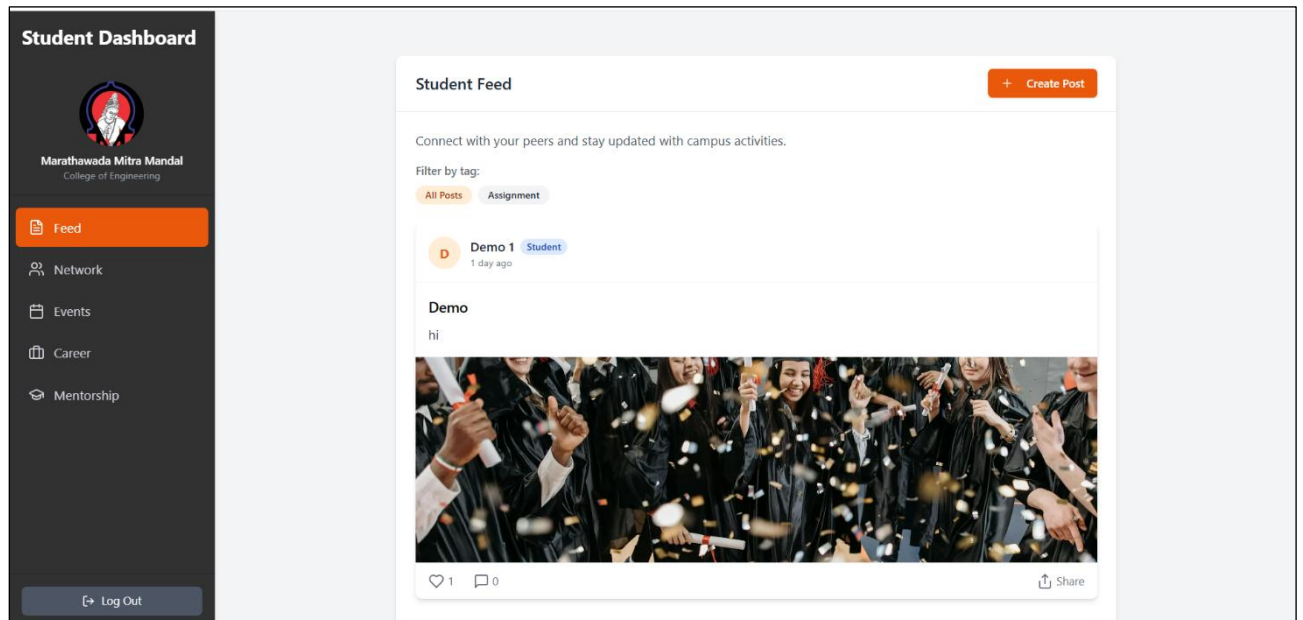 Student Dashboard
Marathawada Mitra Mandal
College of Engineering
Feed
Network
Events
Career
Mentorship
Log Out
Student Feed
+ Create Post
Connect with your peers and stay updated with campus activities.
Filter by tag:
All Posts Assignment
D
Demo 1 Student
1 day ago
Demo
hi
1 0 Share